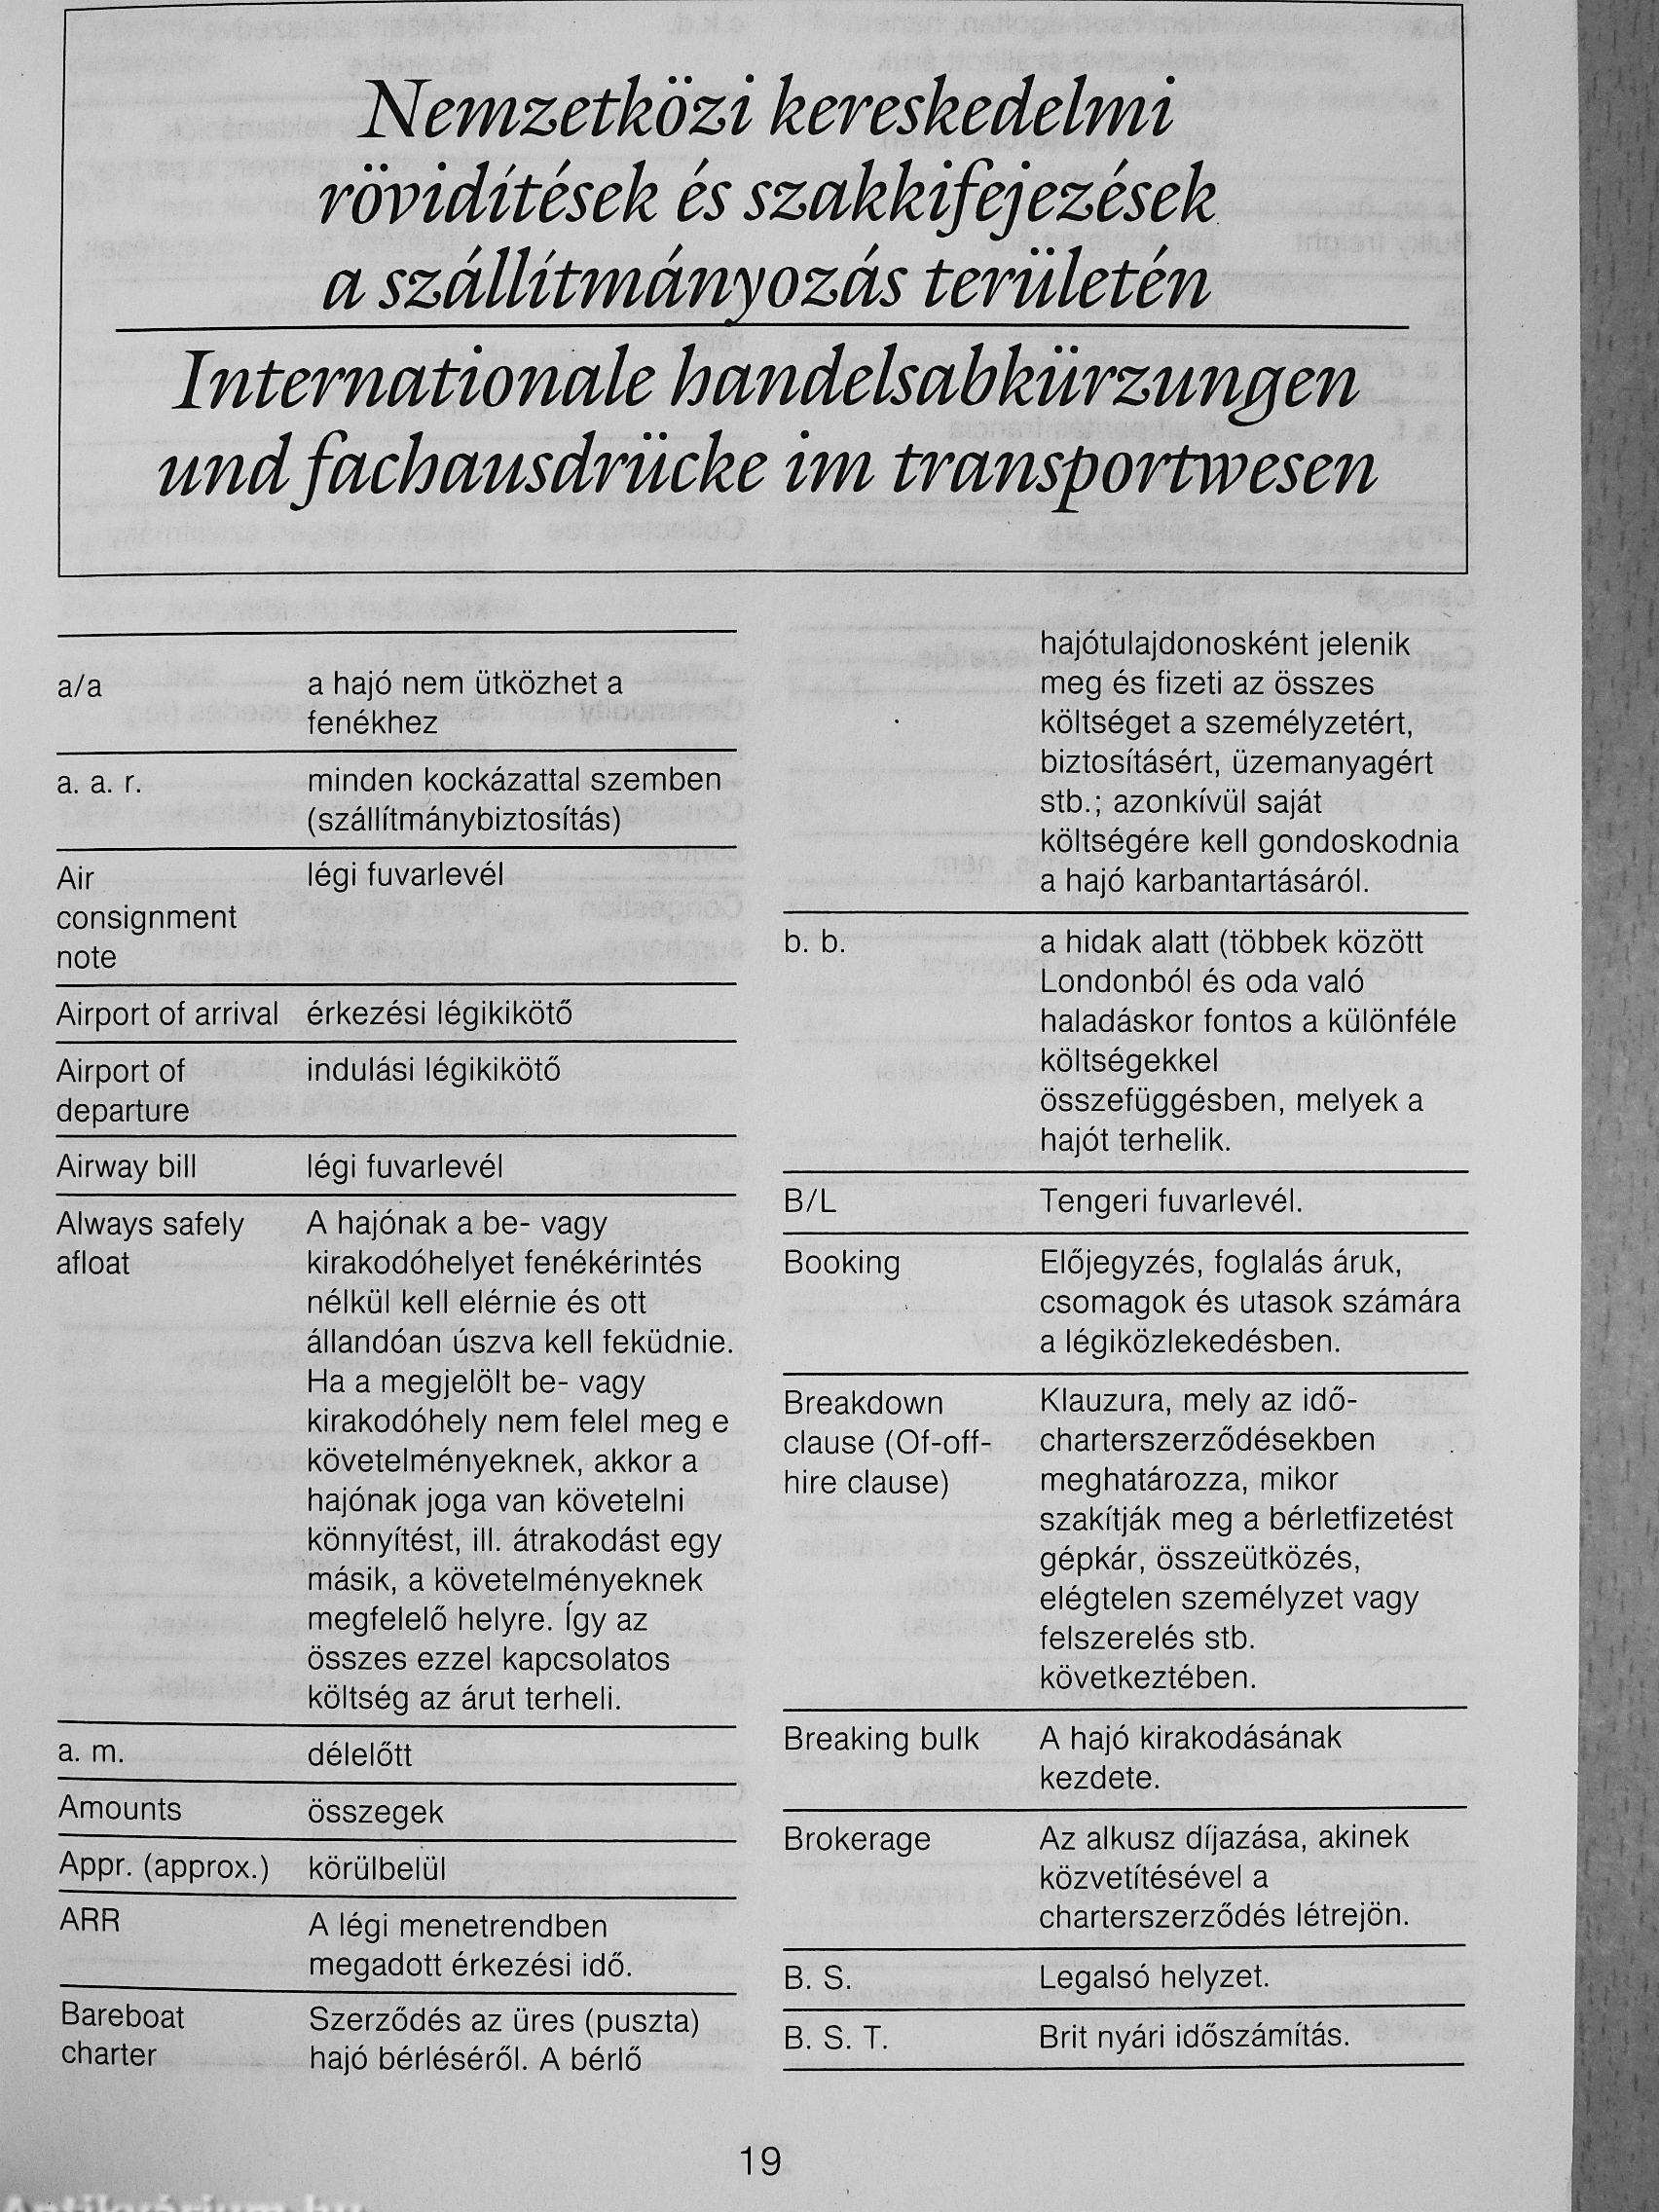 Nemzetközi kereskedelmi
rövidítések és szakkifejezések
a szállítmányozás területén
Internationale handelsabkürzungen
und fachausdrücke im transportwesen
a/a a hajó nem ütközhet a
fenékhez
a. a. r. minden kockázattal szemben
(szállítmánybiztosítás)
Air légi fuvarlevél
consignment
note
Airport of arrival érkezési légikikötő
Airport of indulási légikikötő
departure
Airway bill légi fuvarlevél
Always safely A hajónak a be- vagy
afloat kirakodóhelyet fenékérintés
nélkül kell elérnie és ott
állandóan úszva kell feküdnie.
Ha a megjelölt be- vagy
kirakodóhely nem felel meg e
követelményeknek, akkor a
hajónak joga van követelni
könnyítést, ill. átrakodást egy
másik, a követelményeknek
megfelelő helyre. Így az
összes ezzel kapcsolatos
költség az árut terheli.
a. m. délelőtt
Amounts összegek
Appr. (approx.) körülbelül
ARR A légi menetrendben
megadott érkezési idő.
Bareboat Szerződés az üres (puszta)
charter hajó bérléséről. A bérlő
hajótulajdonosként jelenik
meg és fizeti az összes
költséget a személyzetért,
biztosításért, üzemanyagért
stb.; azonkívül saját
költségére kell gondoskodnia
a hajó karbantartásáról.
b. b. a hidak alatt (többek között
Londonból és oda való
haladáskor fontos a különféle
költségekkel
összefüggésben, melyek a
hajót terhelik.
B/L Tengeri fuvarlevél.
Booking Előjegyzés, foglalás áruk,
csomagok és utasok számára
a légiközlekedésben.
Breakdown Klauzura, mely az idő-
clause (Of-off- charterszerződésekben
hire clause) meghatározza, mikor
szakítják meg a bérletfizetést
gépkár, összeütközés,
elégtelen személyzet vagy
felszerelés stb.
következtében.
Breaking bulk A hajó kirakodásának
kezdete.
Brokerage Az alkusz díjazása, akinek
közvetítésével a
charterszerződés létrejön.
B. S. Legalsó helyzet.
B. S. T. Brit nyári időszámítás.
19